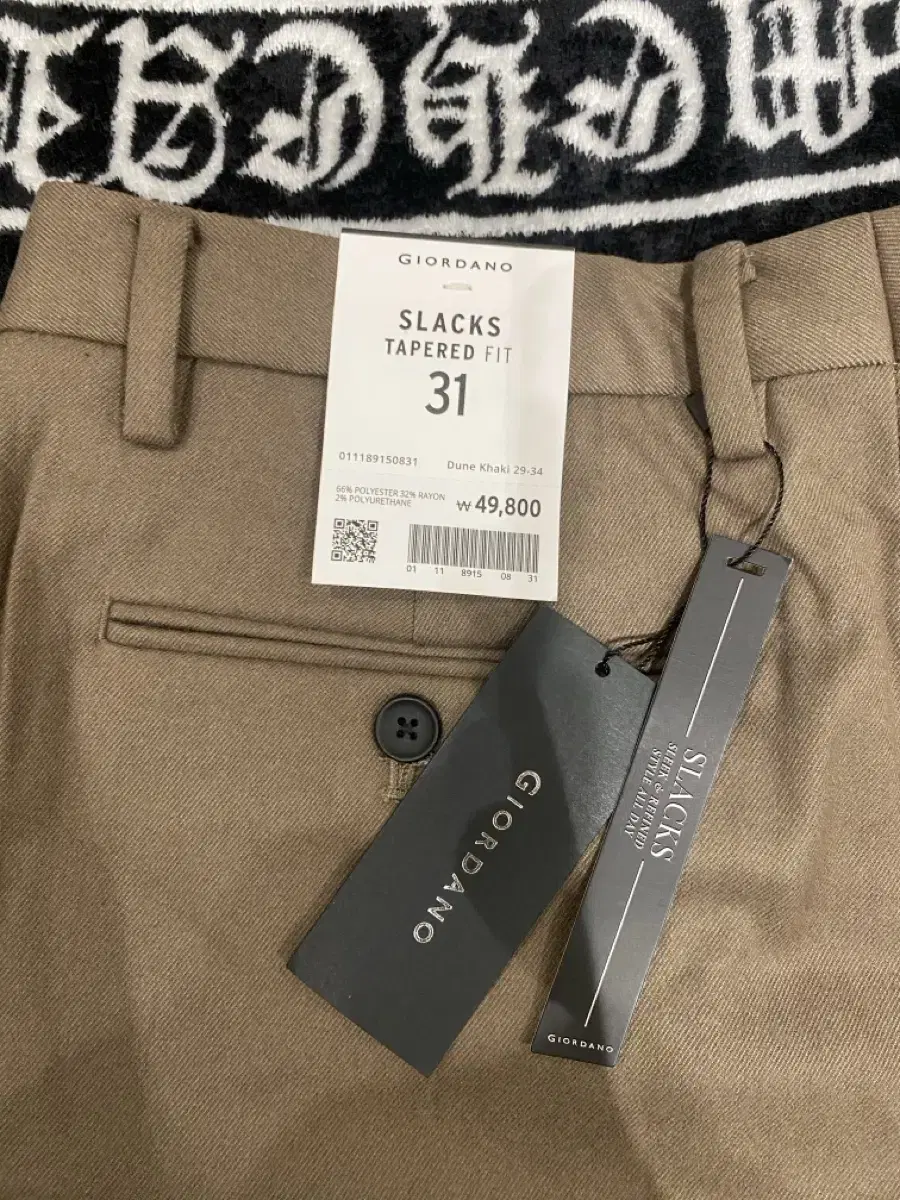 GIORDANO
SLACKS
TAPERED FIT
31
011189150831
Dune Khaki 29-34
66% POLYESTER 32% RAYON
2% POLYURETHANE
₩ 49,800
01 11 8915 08 31
GIORDANO
SLACKS
SLEEK & REFINED
STYLE ALL DAY
GIORDANO